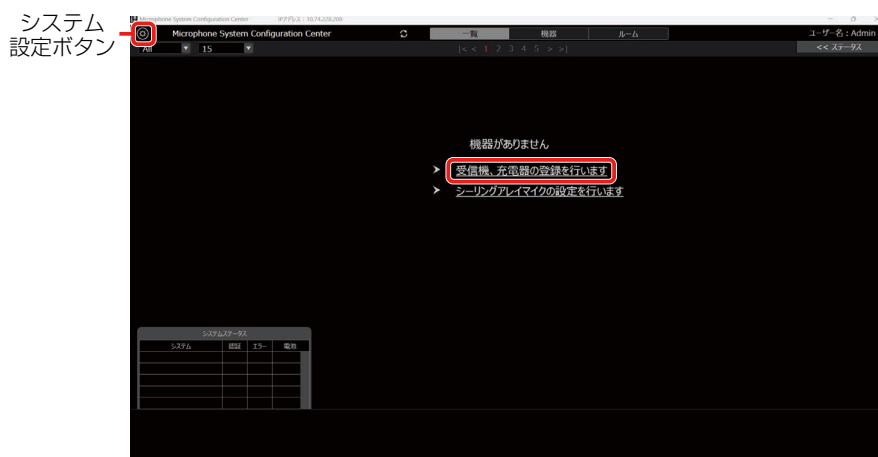 システム
設定ボタン
Microphone System Configuration Center IPアドレス：10.74.228.208
Microphone System Configuration Center 一覧 機器 ルーム ユーザー名：Admin
All 15 |< < 1 2 3 4 5 > >| << ステータス
機器がありません
受信機、充電器の登録を行います
シーリングアレイマイクの設定を行います
システムステータス
システム 認証 エラー 電池